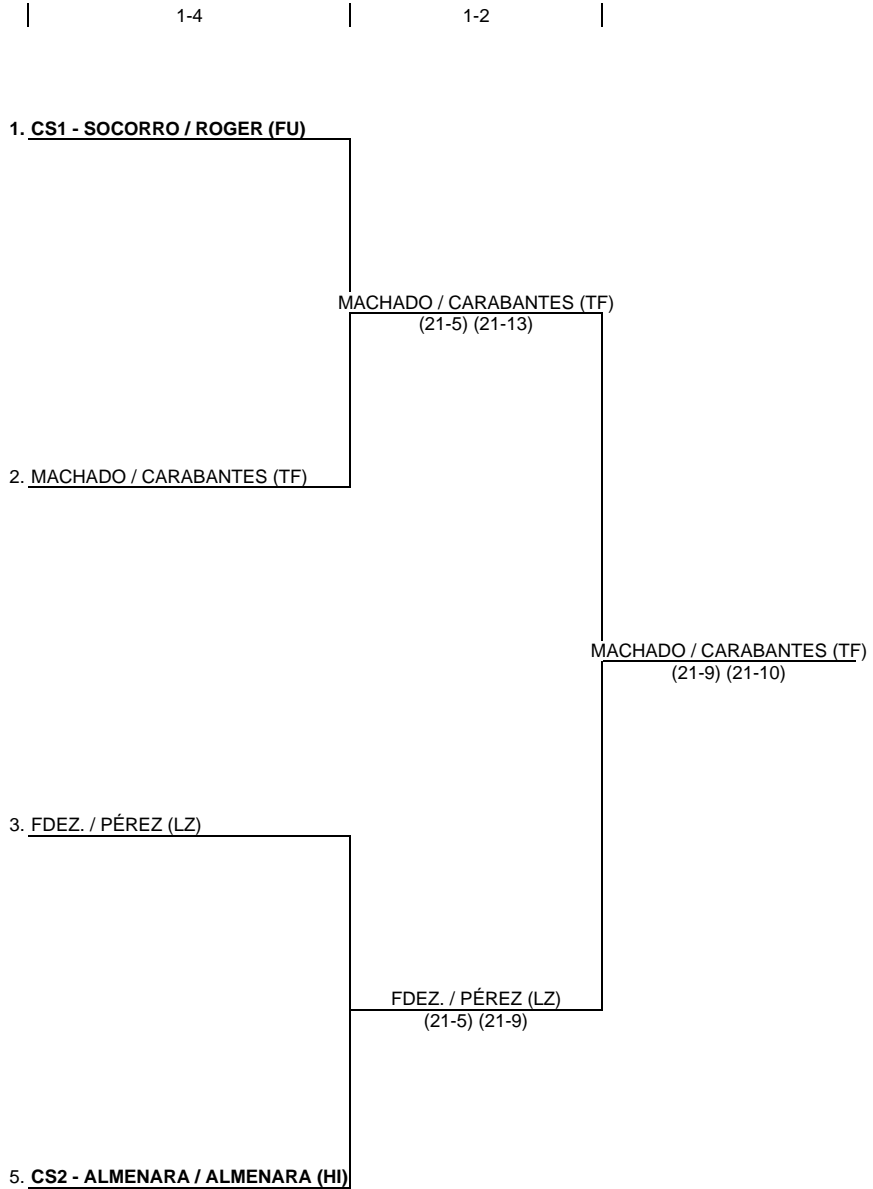 1-4 1-2
1. CS1 - SOCORRO / ROGER (FU)
MACHADO / CARABANTES (TF)
(21-5) (21-13)
2. MACHADO / CARABANTES (TF)
MACHADO / CARABANTES (TF)
(21-9) (21-10)
3. FDEZ. / PÉREZ (LZ)
FDEZ. / PÉREZ (LZ)
(21-5) (21-9)
5. CS2 - ALMENARA / ALMENARA (HI)